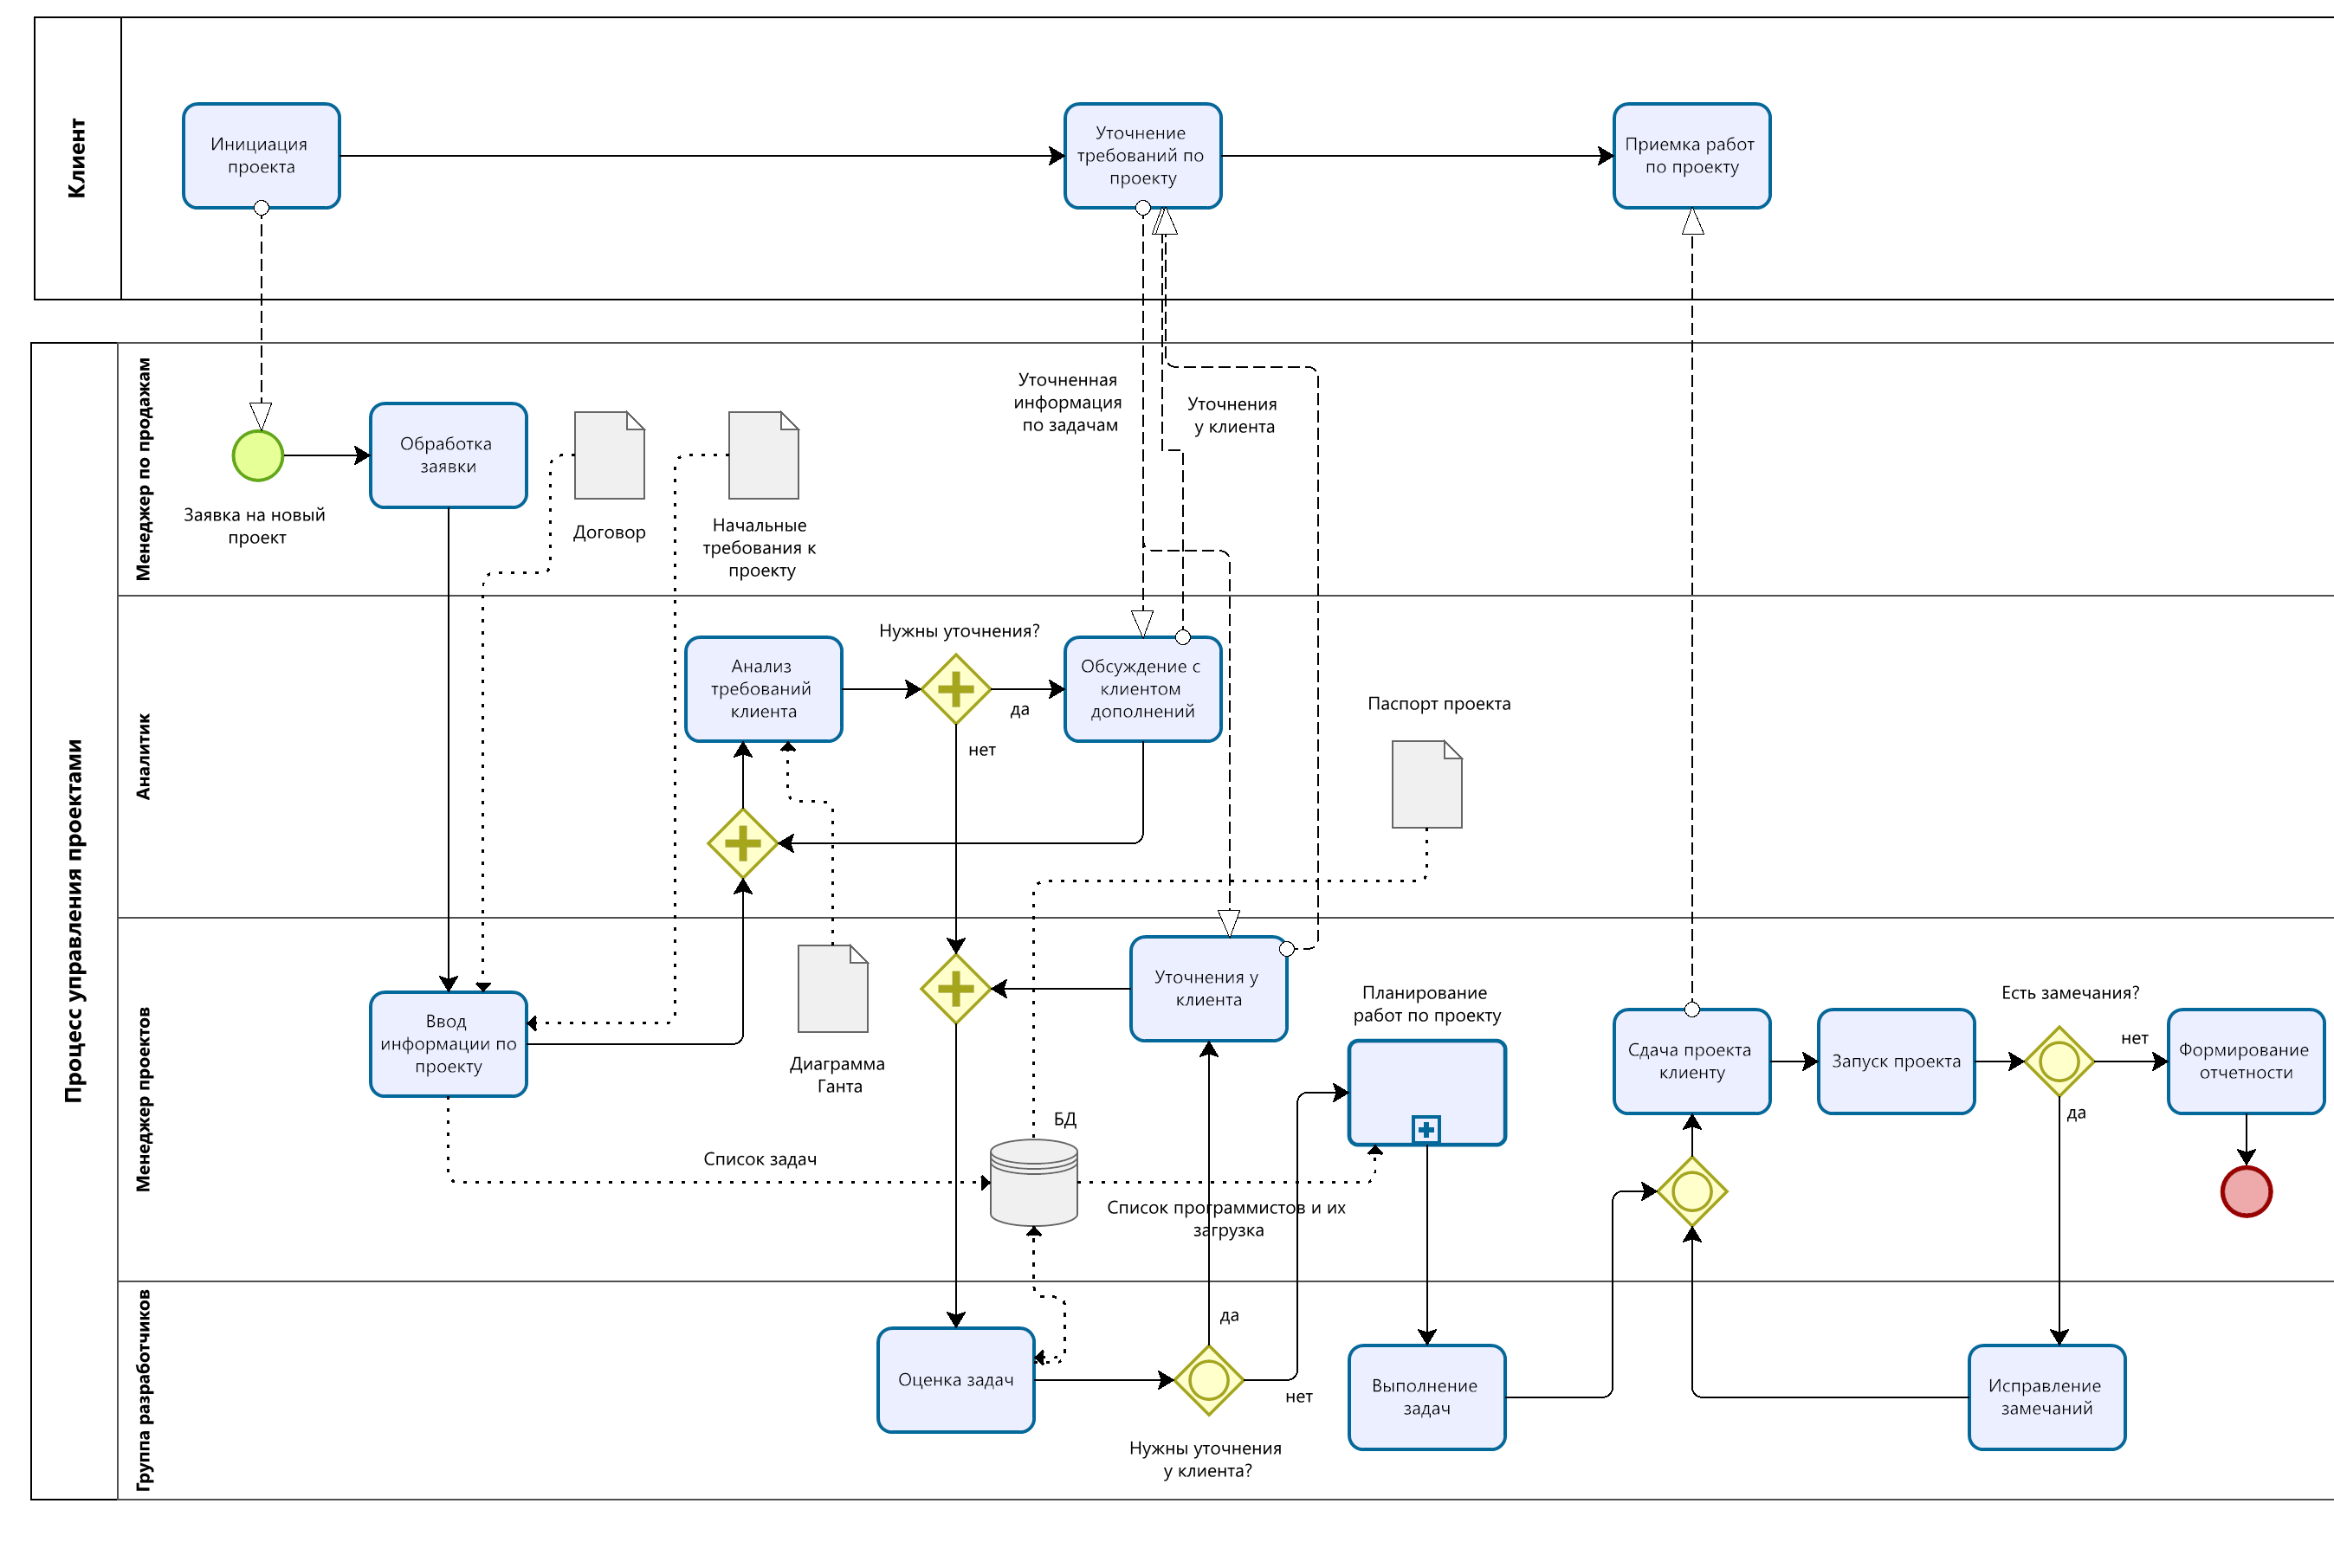 Клиент
Инициация
проекта
Уточнение
требований по
проекту
Приемка работ
по проекту
Процесс управления проектами
Менеджер по продажам
Заявка на новый
проект
Обработка
заявки
Договор
Начальные
требования к
проекту
Уточненная
информация
по задачам
Уточнения
у клиента
Аналитик
Анализ
требований
клиента
Нужны уточнения?
да
нет
Обсуждение с
клиентом
дополнений
Паспорт проекта
Менеджер проектов
Ввод
информации по
проекту
Диаграмма
Ганта
Список задач
БД
Уточнения у
клиента
Список программистов и их
загрузка
Планирование
работ по проекту
Сдача проекта
клиенту
Запуск проекта
Есть замечания?
нет
да
Формирование
отчетности
Группа разработчиков
Оценка задач
да
нет
Нужны уточнения
у клиента?
Выполнение
задач
Исправление
замечаний